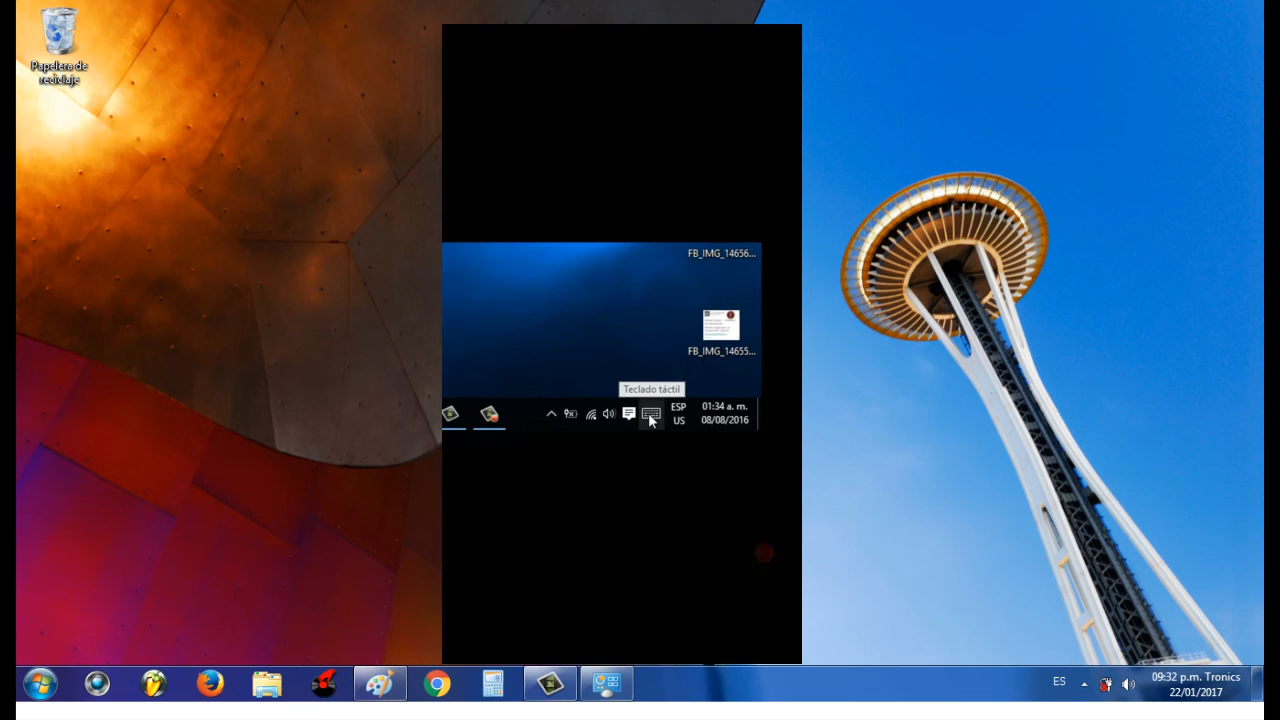 Papelera de
reciclaje
FB_IMG_14656...
FB_IMG_14655...
Teclado táctil
ESP
US
01:34 a. m.
08/08/2016
ES
09:32 p.m. Tronics
22/01/2017